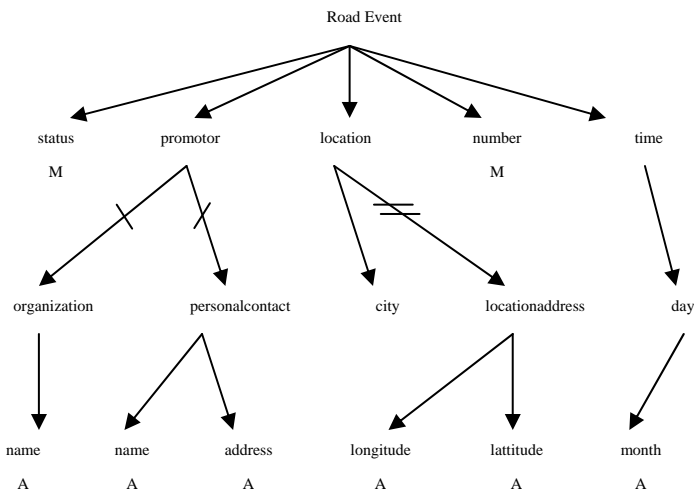 Road Event
status promotor location number time
M M
organization personalcontact city locationaddress day
name name address longitude lattitude month
A A A A A A